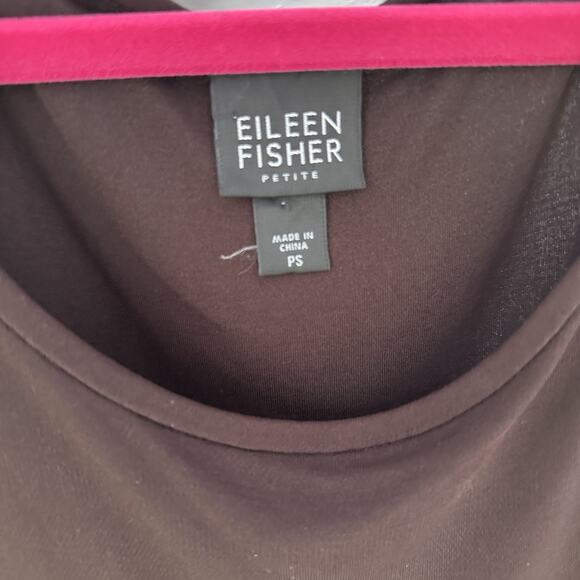 EILEEN
FISHER
PETITE
MADE IN
CHINA
PS